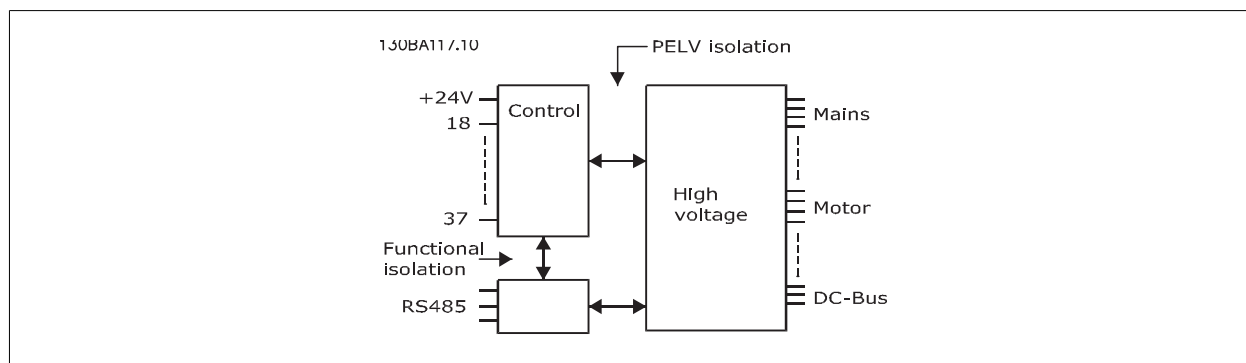 130BA117.10
PELV isolation
+24V
Control
18
Mains
High
voltage
37
Motor
Functional
isolation
RS485
DC-Bus